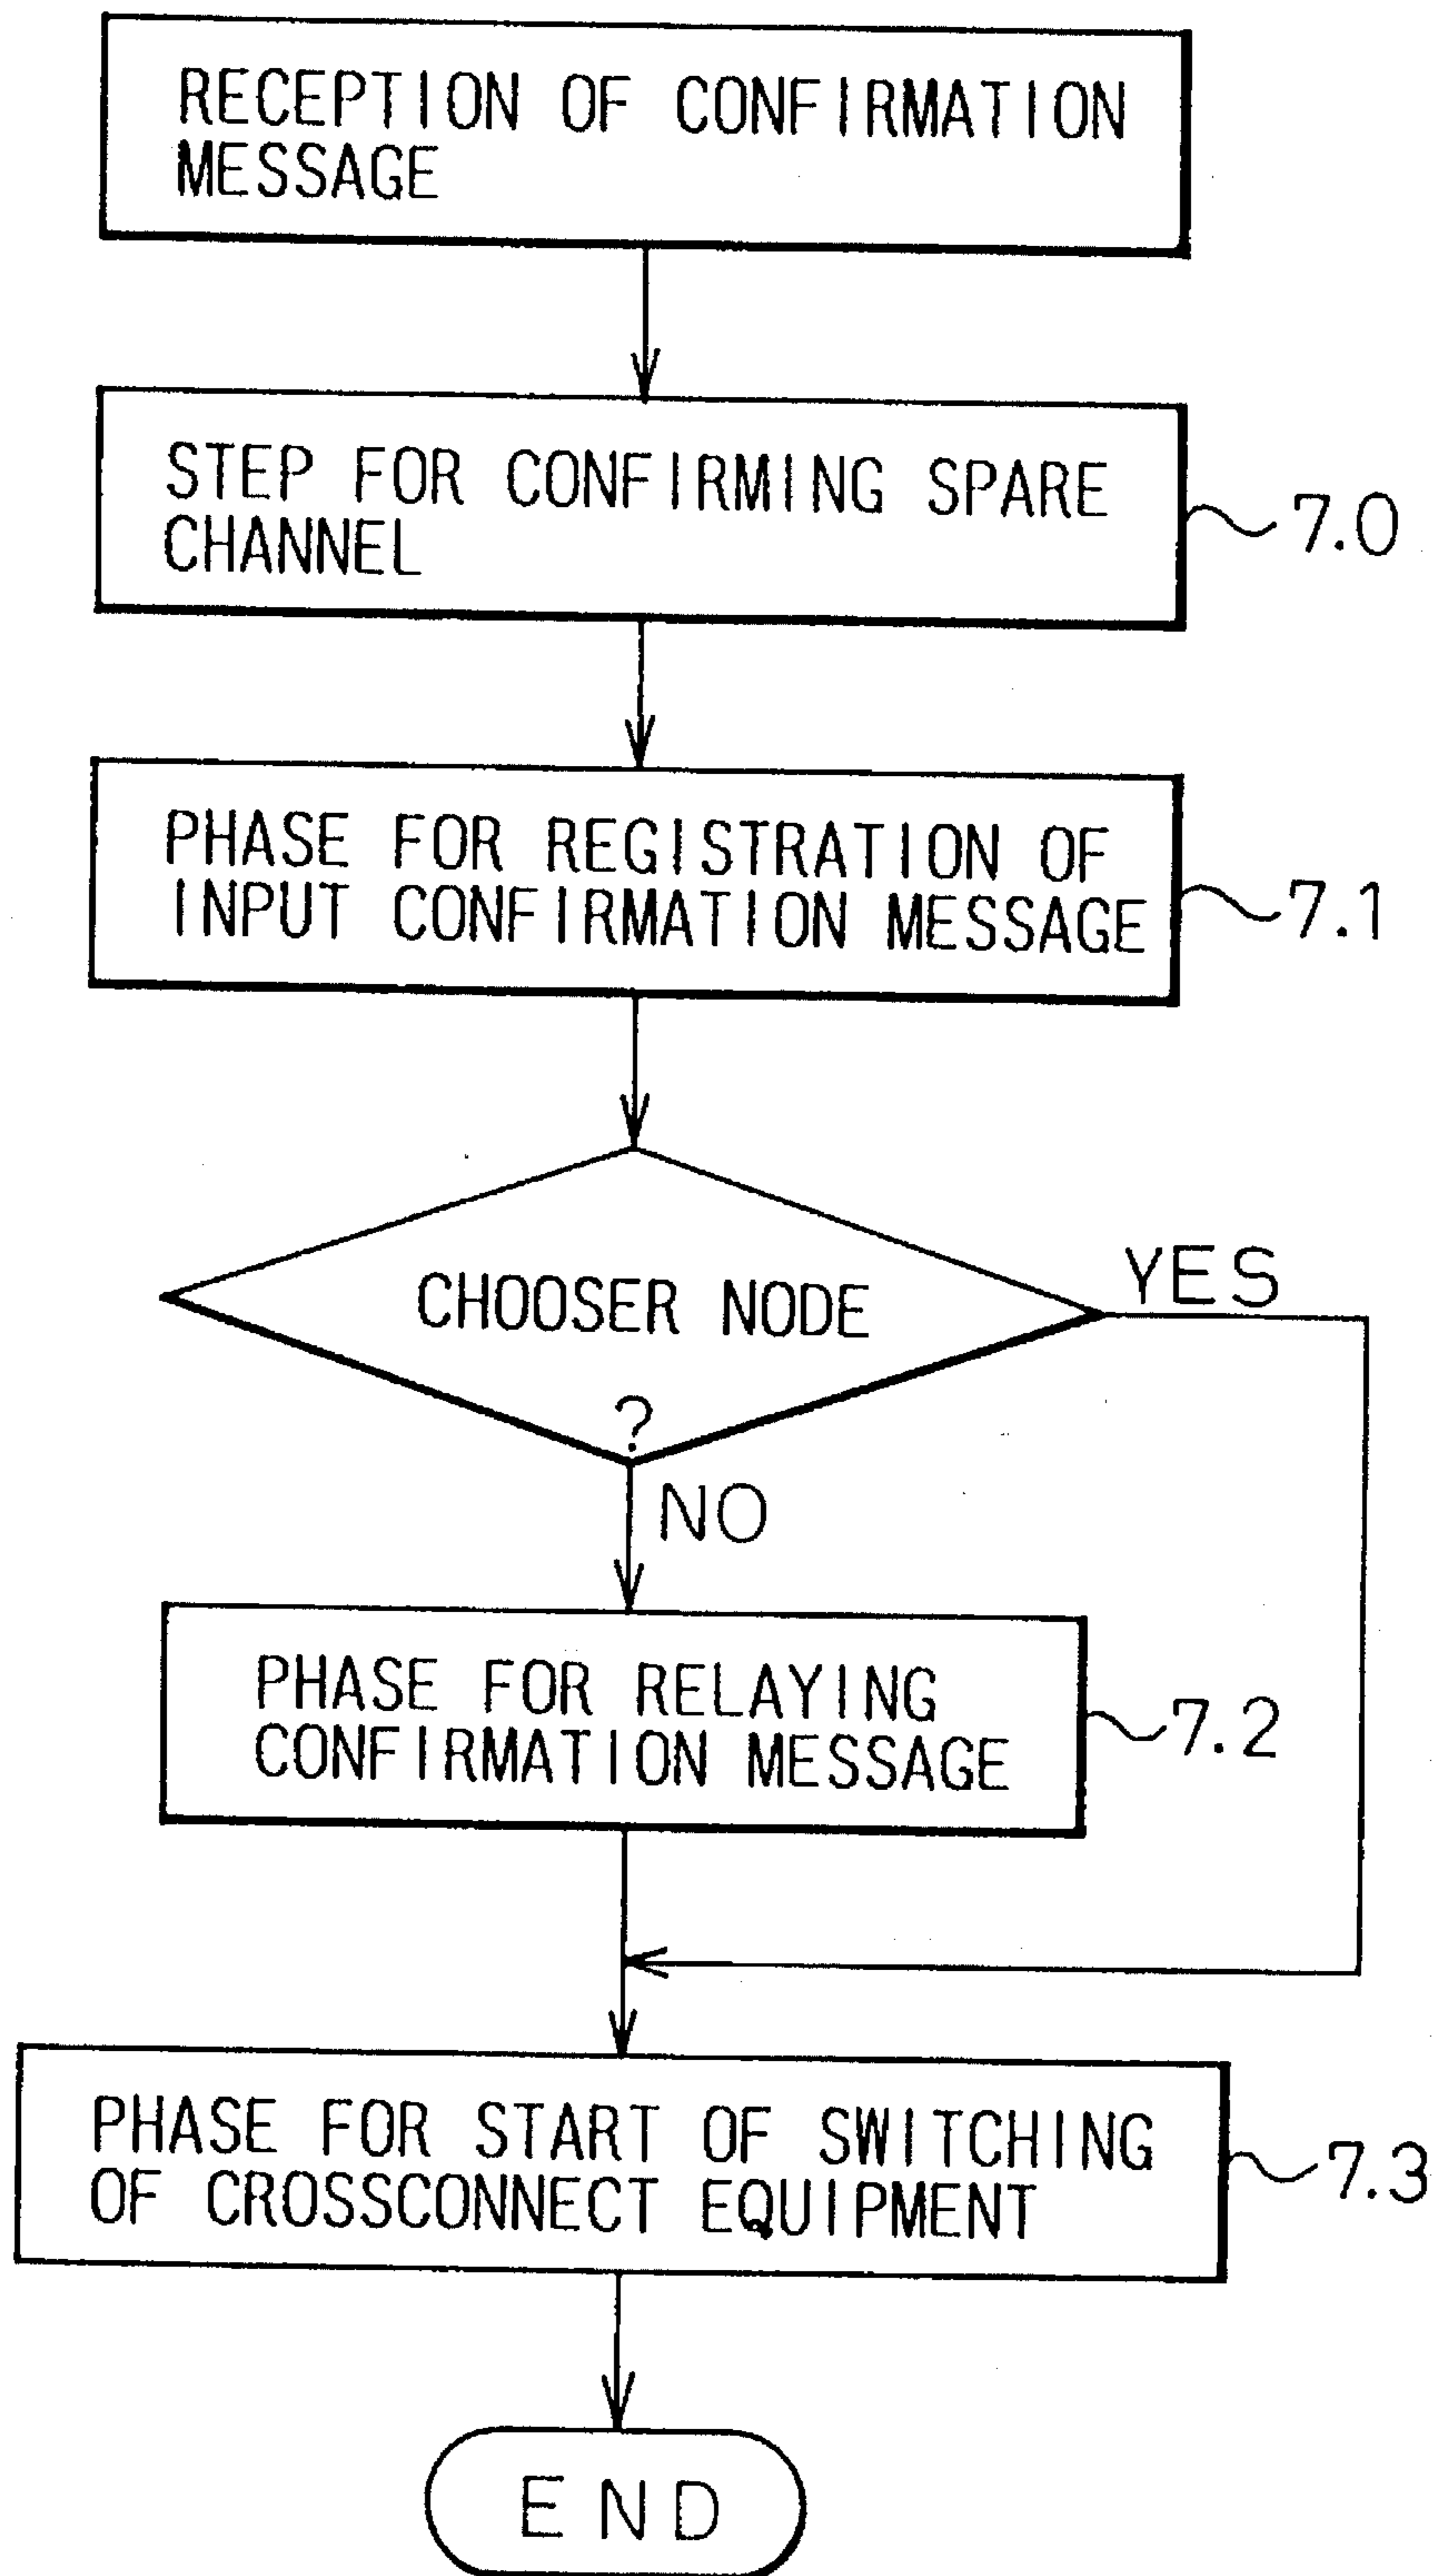 RECEPTION OF CONFIRMATION
MESSAGE
STEP FOR CONFIRMING SPARE
CHANNEL
7.0
PHASE FOR REGISTRATION OF
INPUT CONFIRMATION MESSAGE
7.1
CHOOSER NODE
?
YES
NO
PHASE FOR RELAYING
CONFIRMATION MESSAGE
7.2
PHASE FOR START OF SWITCHING
OF CROSSCONNECT EQUIPMENT
7.3
END